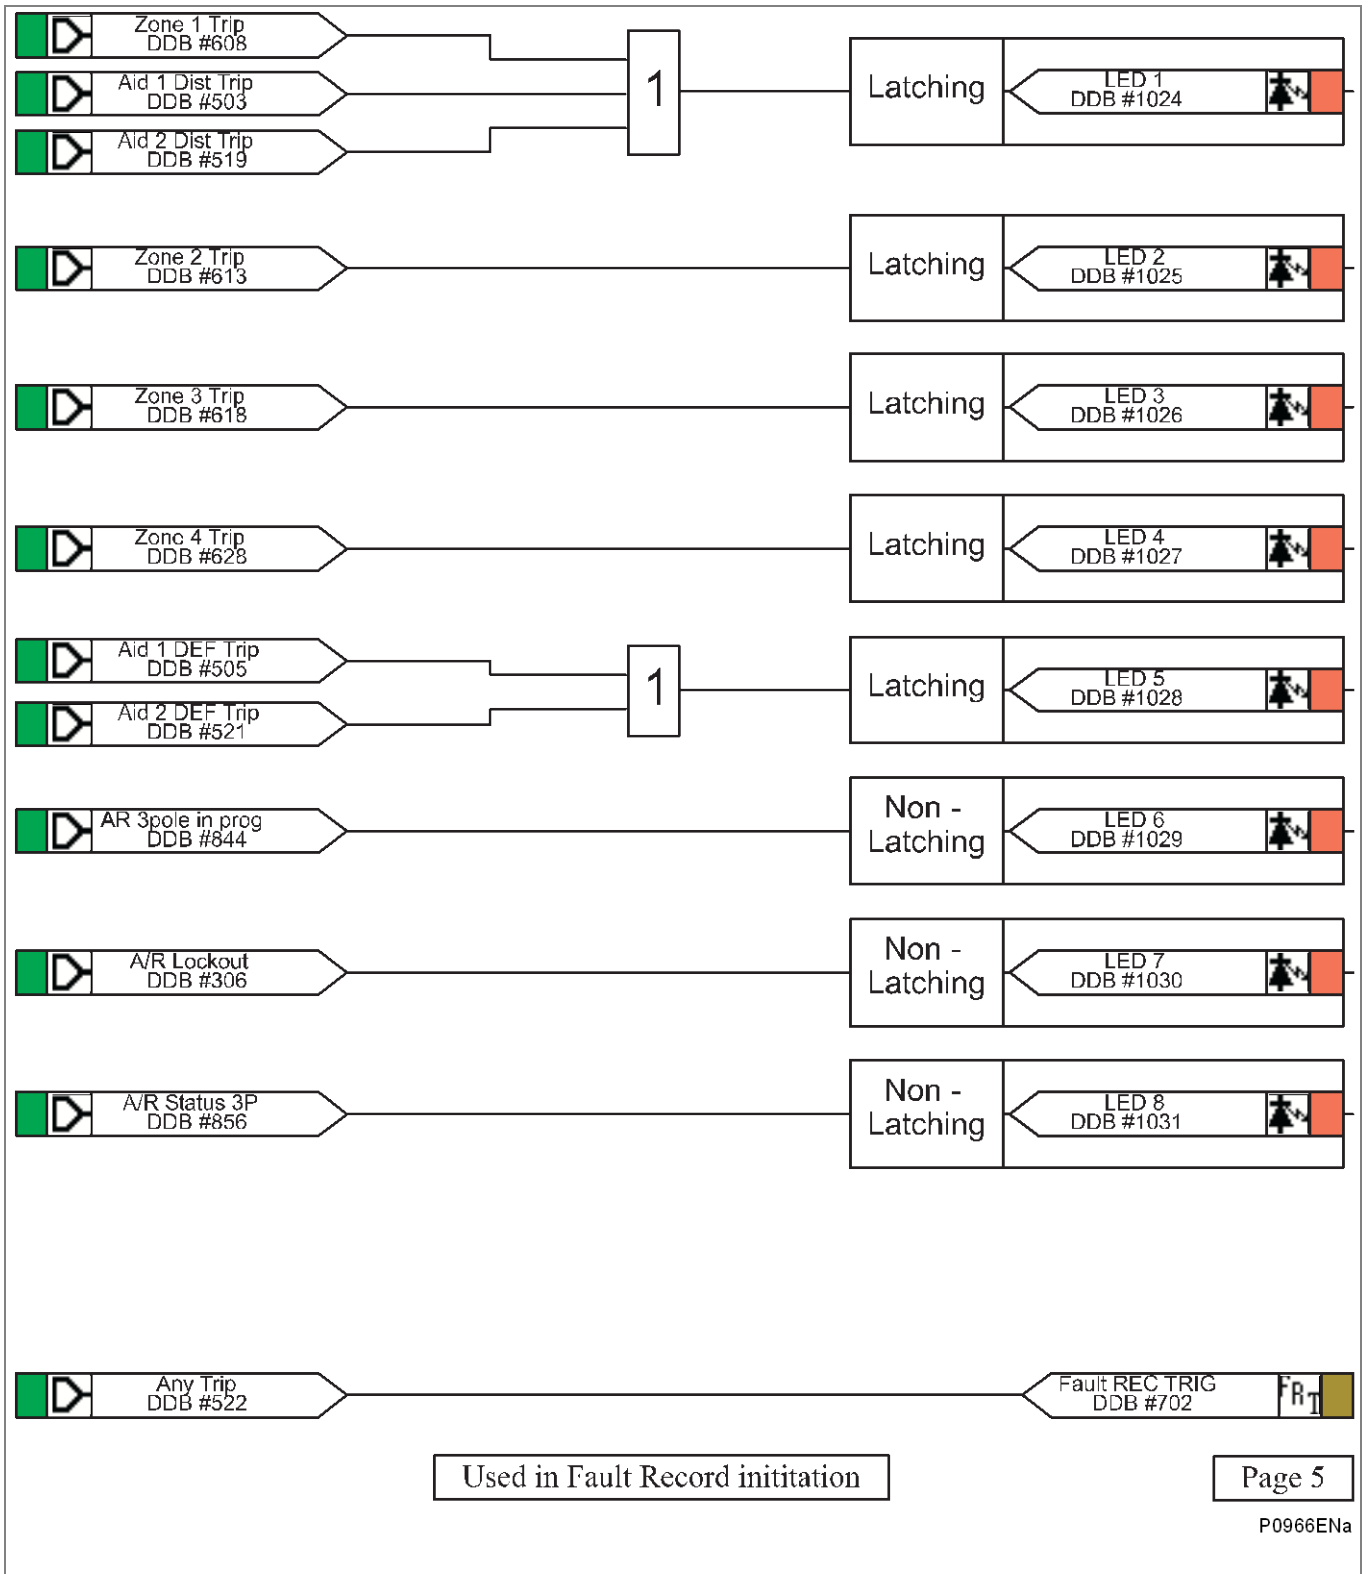 Zone 1 Trip
DDB #608
Aid 1 Dist Trip
DDB #503
Aid 2 Dist Trip
DDB #519
1
Latching
LED 1
DDB #1024
Zone 2 Trip
DDB #613
Latching
LED 2
DDB #1025
Zone 3 Trip
DDB #618
Latching
LED 3
DDB #1026
Zone 4 Trip
DDB #628
Latching
LED 4
DDB #1027
Aid 1 DEF Trip
DDB #505
Aid 2 DEF Trip
DDB #521
1
Latching
LED 5
DDB #1028
AR 3pole in prog
DDB #844
Non -
Latching
LED 6
DDB #1029
A/R Lockout
DDB #306
Non -
Latching
LED 7
DDB #1030
A/R Status 3P
DDB #856
Non -
Latching
LED 8
DDB #1031
Any Trip
DDB #522
Fault REC TRIG
DDB #702
FRT
Used in Fault Record inititation
Page 5
P0966ENa